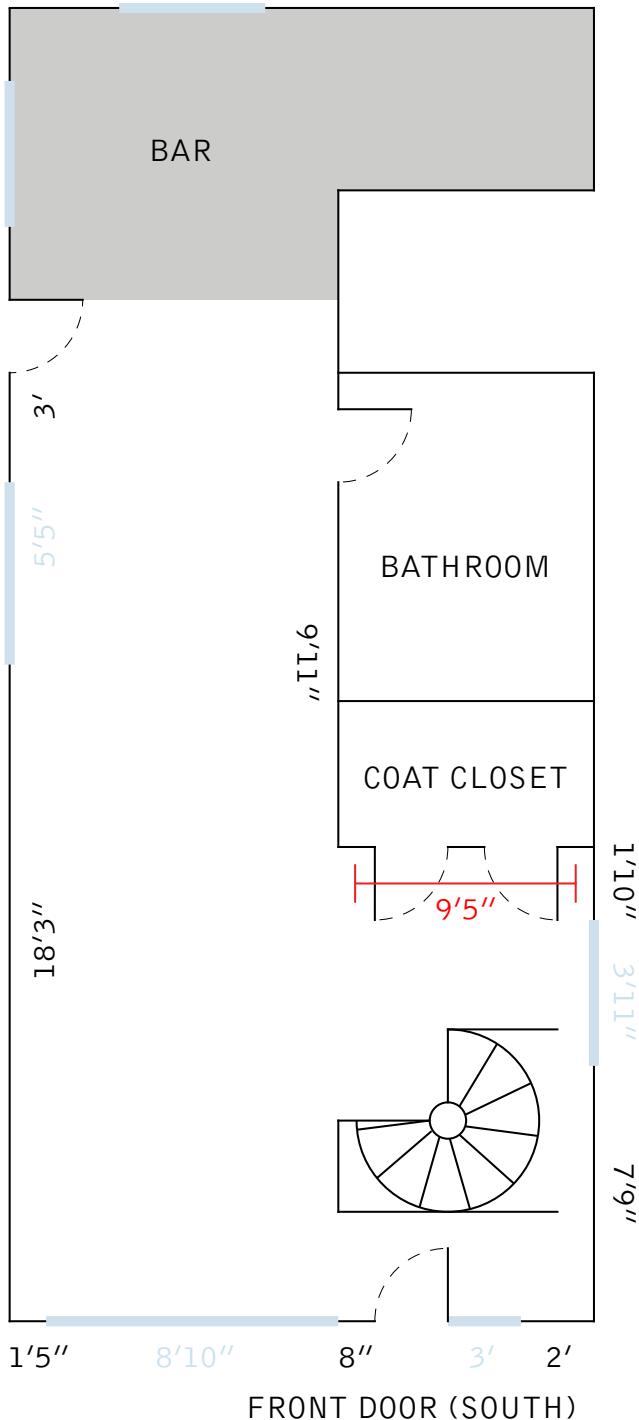 BAR
3′
5′5″
BATHROOM
9′11″
COAT CLOSET
1′10″
9′5″
18′3″
3′11″
7′9″
1′5″ 8′10″ 8″ 3′ 2′
FRONT DOOR (SOUTH)